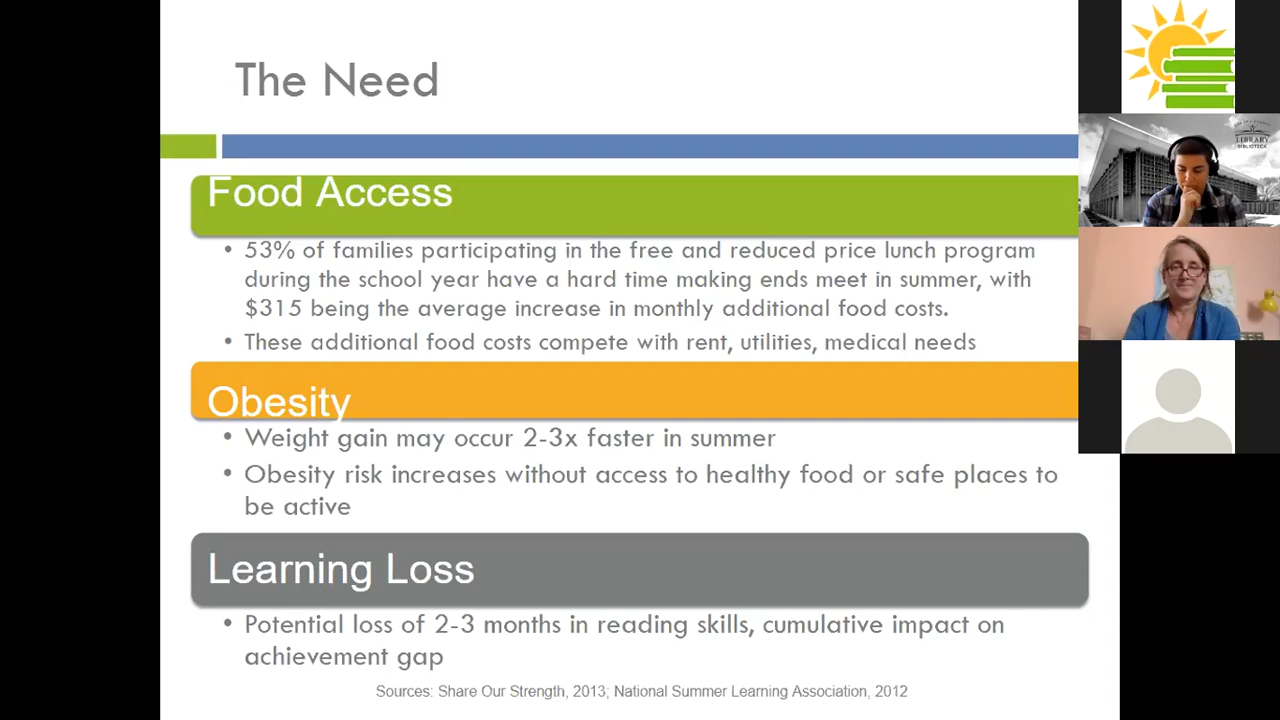 The Need
Food Access
• 53% of families participating in the free and reduced price lunch program
during the school year have a hard time making ends meet in summer, with
$315 being the average increase in monthly additional food costs.
• These additional food costs compete with rent, utilities, medical needs
Obesity
• Weight gain may occur 2-3x faster in summer
• Obesity risk increases without access to healthy food or safe places to
be active
Learning Loss
• Potential loss of 2-3 months in reading skills, cumulative impact on
achievement gap
Sources: Share Our Strength, 2013; National Summer Learning Association, 2012
LIBRARY
BIBLIOTECA